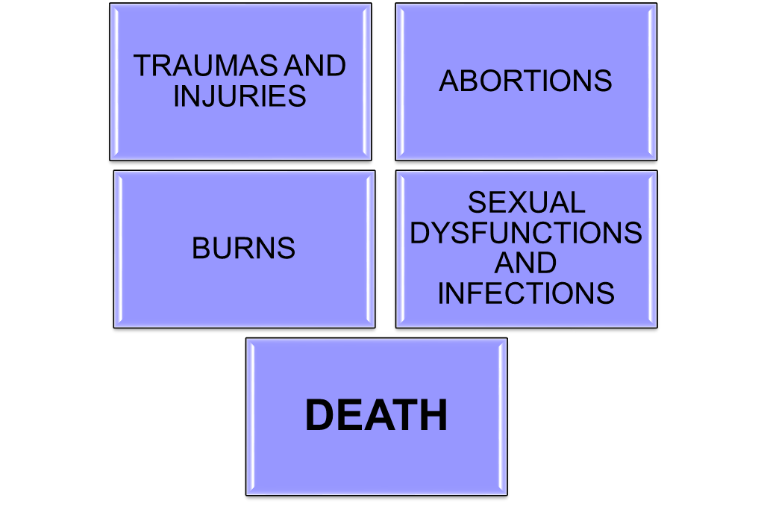 TRAUMAS AND
INJURIES
ABORTIONS
BURNS
SEXUAL
DYSFUNCTIONS
AND
INFECTIONS
DEATH